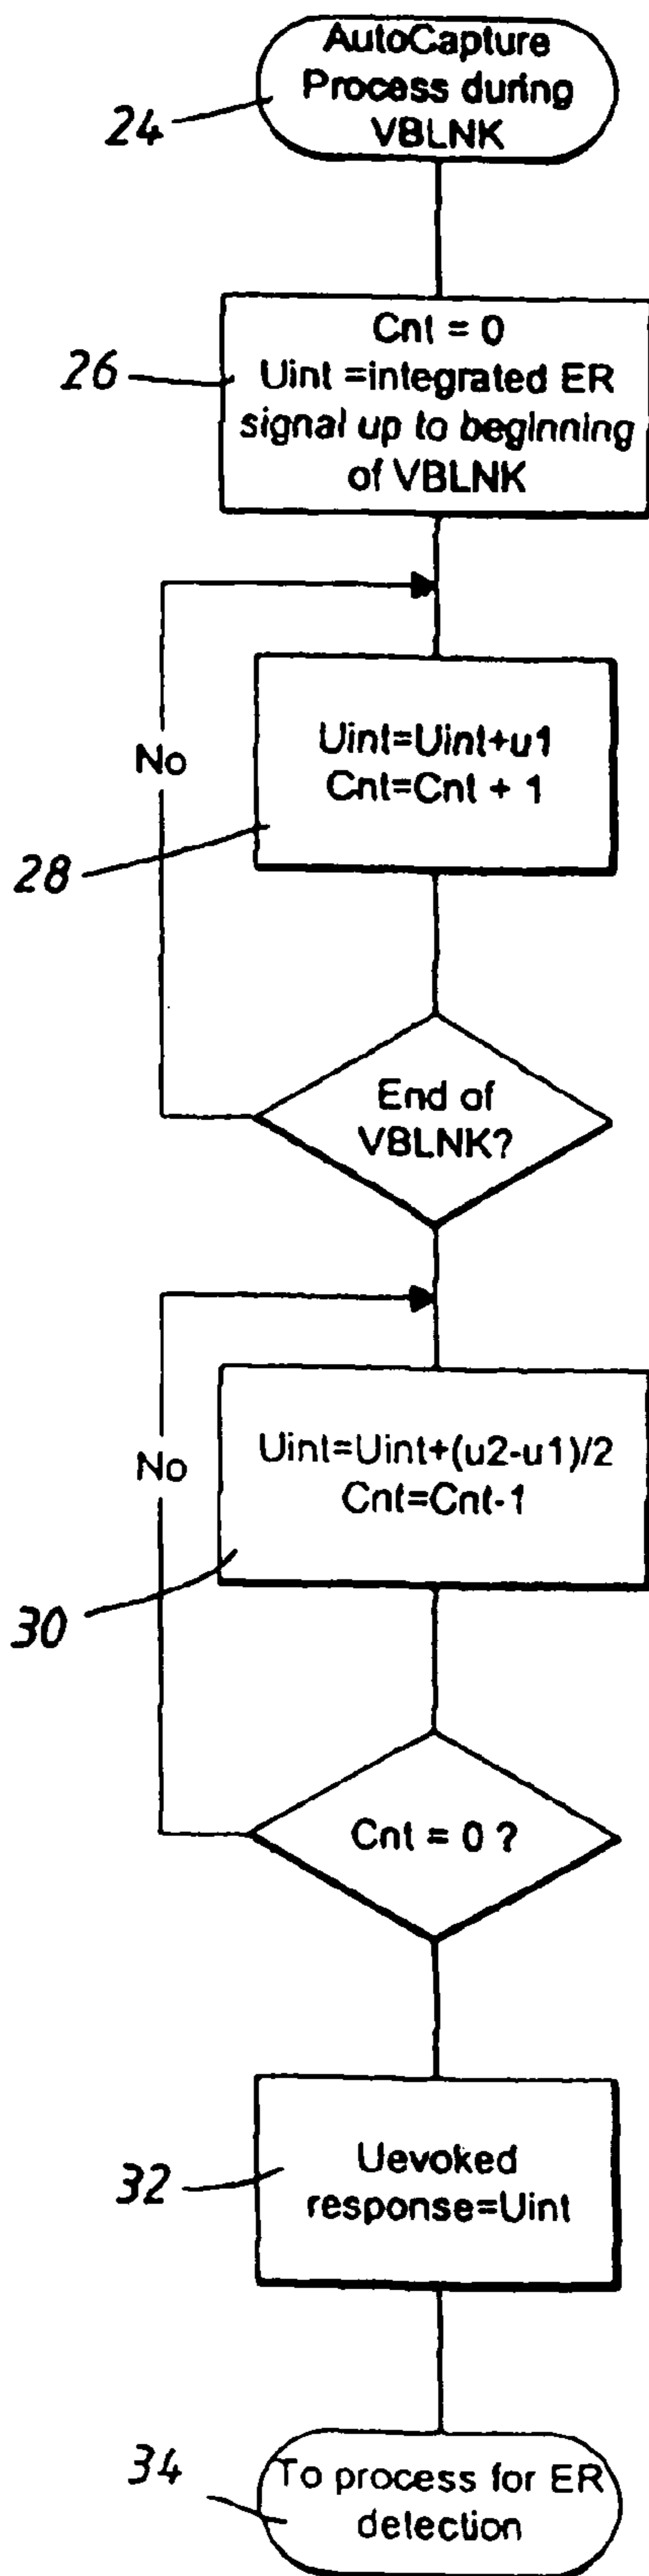 AutoCapture
Process during
VBLNK
24
Cnt = 0
Uint =integrated ER
signal up to beginning
of VBLNK
26
Uint=Uint+u1
Cnt=Cnt + 1
No
28
End of
VBLNK?
Uint=Uint+(u2-u1)/2
Cnt=Cnt-1
No
30
Cnt = 0 ?
Uevoked
response=Uint
32
To process for ER
detection
34